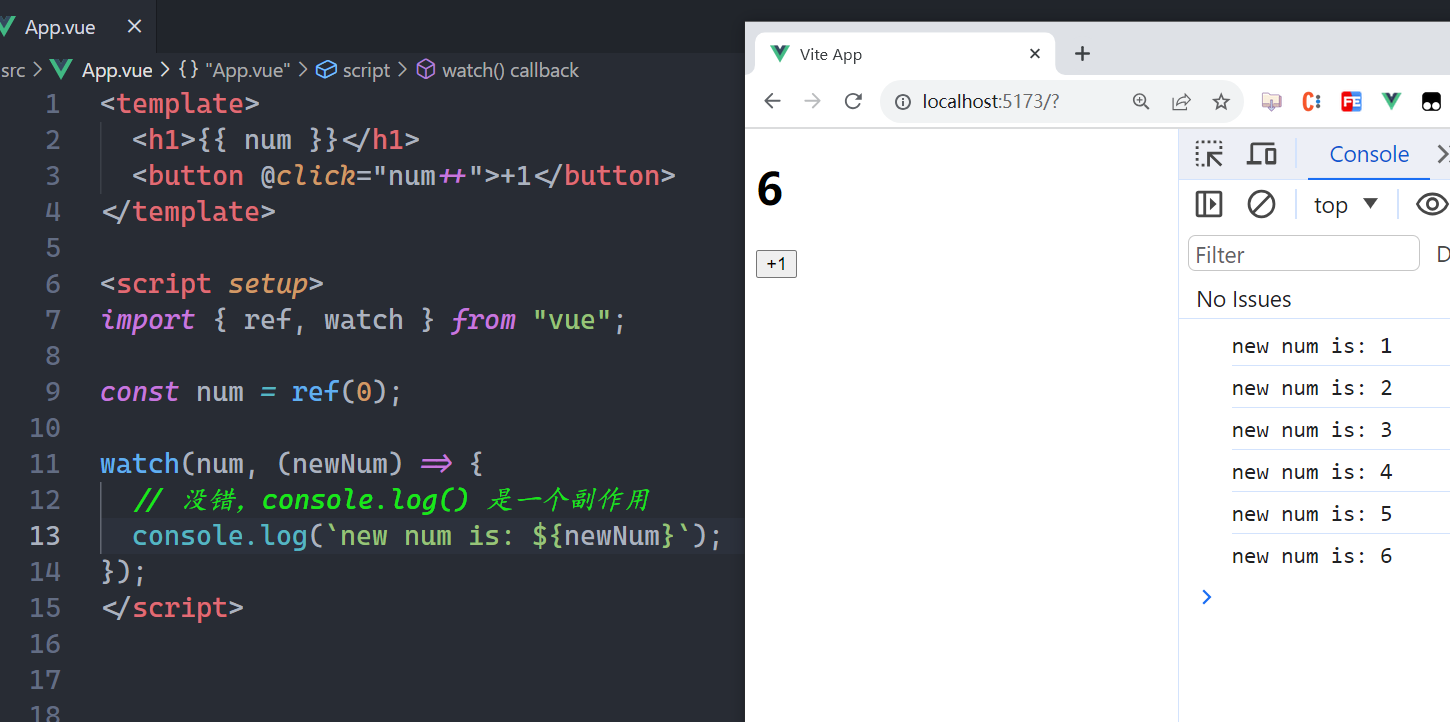 App.vue
src > App.vue > {} "App.vue" > script > watch() callback
1 <template>
2 <h1>{{ num }}</h1>
3 <button @click="num++">+1</button>
4 </template>
5
6 <script setup>
7 import { ref, watch } from "vue";
8
9 const num = ref(0);
10
11 watch(num, (newNum) => {
12 // 没错，console.log() 是一个副作用
13 console.log(`new num is: ${newNum}`);
14 });
15 </script>
16
17
18
Vite App
localhost:5173/?
6
+1
Console
top
Filter
D
No Issues
new num is: 1
new num is: 2
new num is: 3
new num is: 4
new num is: 5
new num is: 6